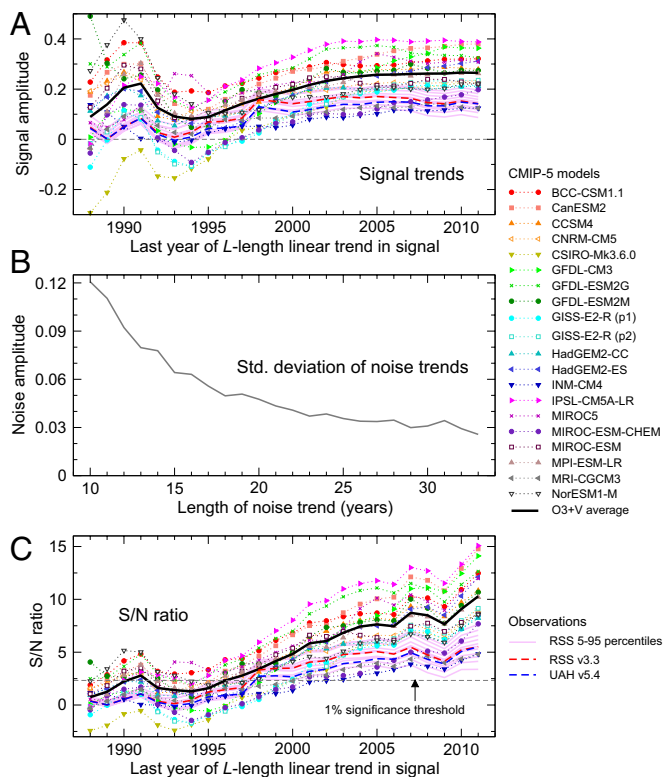 A
Signal amplitude
0.4
0.2
0
-0.2
Signal trends
1990
1995
2000
2005
2010
Last year of L-length linear trend in signal
B
Noise amplitude
0.12
0.09
0.06
0.03
0
Std. deviation of noise trends
10
15
20
25
30
Length of noise trend (years)
C
S/N ratio
15
10
5
0
S/N ratio
1% significance threshold
1990
1995
2000
2005
2010
Last year of L-length linear trend in signal
CMIP-5 models
BCC-CSM1.1
CanESM2
CCSM4
CNRM-CM5
CSIRO-Mk3.6.0
GFDL-CM3
GFDL-ESM2G
GFDL-ESM2M
GISS-E2-R (p1)
GISS-E2-R (p2)
HadGEM2-CC
HadGEM2-ES
INM-CM4
IPSL-CM5A-LR
MIROC5
MIROC-ESM-CHEM
MIROC-ESM
MPI-ESM-LR
MRI-CGCM3
NorESM1-M
O3+V average
Observations
RSS 5-95 percentiles
RSS v3.3
UAH v5.4